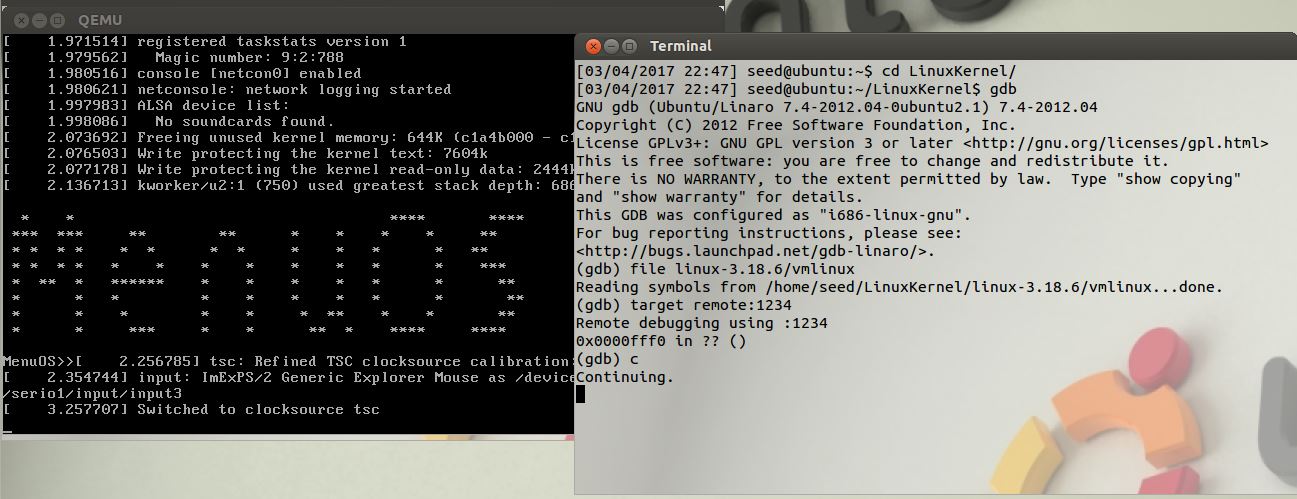 QEMU
[    1.971514] registered taskstats version 1
[    1.979562]   Magic number: 9:2:788
[    1.980516] console [netcon0] enabled
[    1.980621] netconsole: network logging started
[    1.997983] ALSA device list:
[    1.998086]   No soundcards found.
[    2.073692] Freeing unused kernel memory: 644K (c1a4b000 - c1
[    2.076503] Write protecting the kernel text: 7604k
[    2.077178] Write protecting the kernel read-only data: 2444k
[    2.136713] kworker/u2:1 (750) used greatest stack depth: 686
MenuOS
MenuOS>>[    2.256785] tsc: Refined TSC clocksource calibration:
[    2.354744] input: ImExPS/2 Generic Explorer Mouse as /device
/serio1/input/input3
[    3.257707] Switched to clocksource tsc
Terminal
[03/04/2017 22:47] seed@ubuntu:~$ cd LinuxKernel/
[03/04/2017 22:47] seed@ubuntu:~/LinuxKernel$ gdb
GNU gdb (Ubuntu/Linaro 7.4-2012.04-0ubuntu2.1) 7.4-2012.04
Copyright (C) 2012 Free Software Foundation, Inc.
License GPLv3+: GNU GPL version 3 or later <http://gnu.org/licenses/gpl.html>
This is free software: you are free to change and redistribute it.
There is NO WARRANTY, to the extent permitted by law.  Type "show copying"
and "show warranty" for details.
This GDB was configured as "i686-linux-gnu".
For bug reporting instructions, please see:
<http://bugs.launchpad.net/gdb-linaro/>.
(gdb) file linux-3.18.6/vmlinux
Reading symbols from /home/seed/LinuxKernel/linux-3.18.6/vmlinux...done.
(gdb) target remote:1234
Remote debugging using :1234
0x0000fff0 in ?? ()
(gdb) c
Continuing.